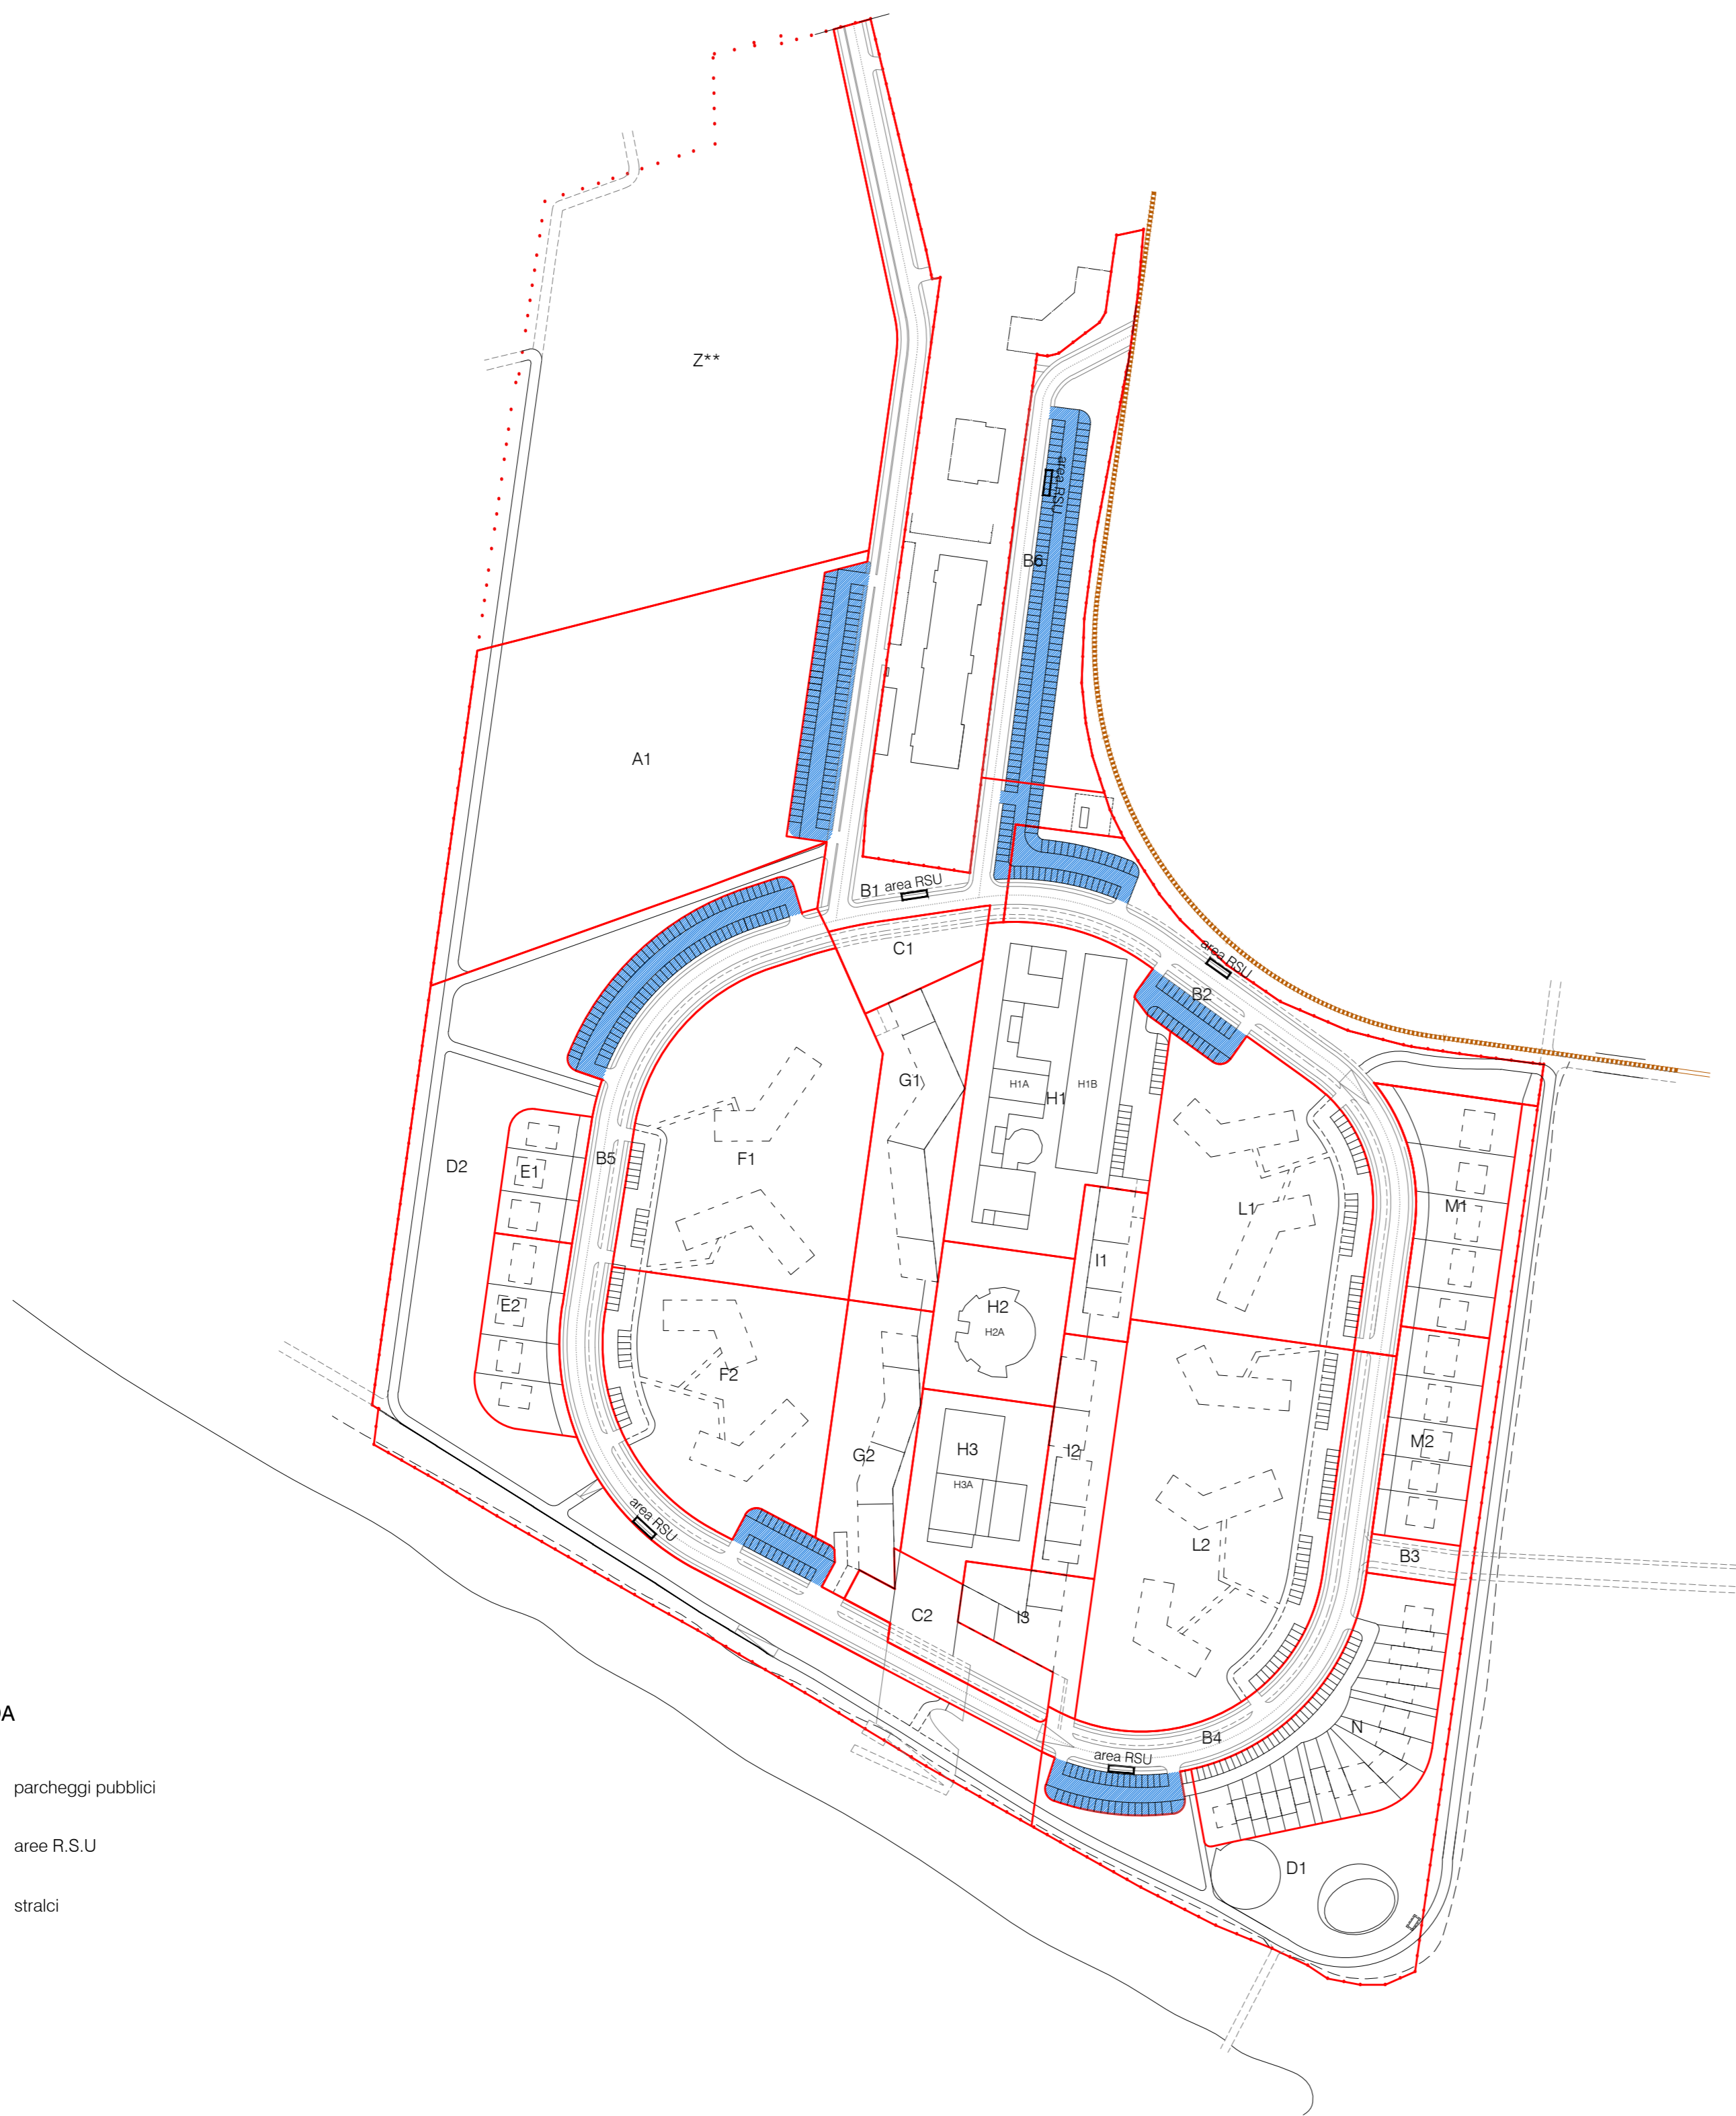 Z**
area RSU
B6
A1
B1 area RSU
C1
area RSU
B2
G1
H1A
H1B
H1
D2
E1
B5
F1
L1
M1
I1
E2
H2
H2A
F2
G2
H3
H3A
I2
M2
area RSU
L2
B3
C2
I3
DA
N
B4
area RSU
parcheggi pubblici
aree R.S.U
D1
stralci